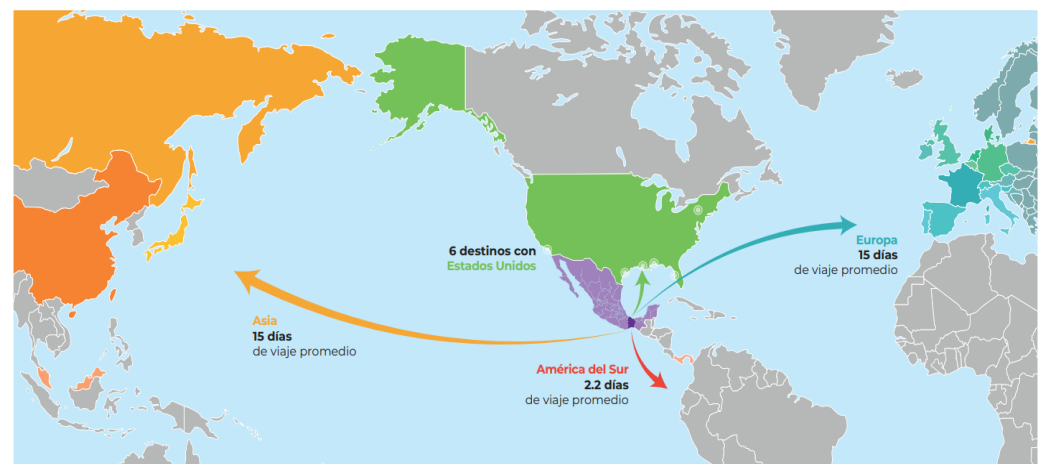 6 destinos con
Estados Unidos
Europa
15 días
de viaje promedio
Asia
15 días
de viaje promedio
América del Sur
2.2 días
de viaje promedio